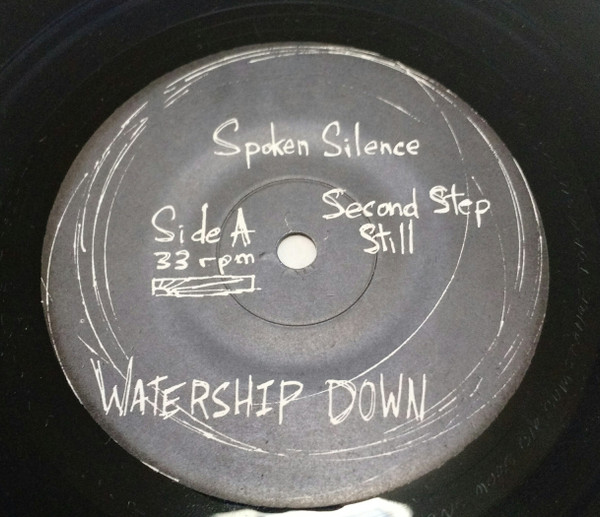 Spoken Silence
Side A
33 rpm
Second Step
Still
WATERSHIP DOWN